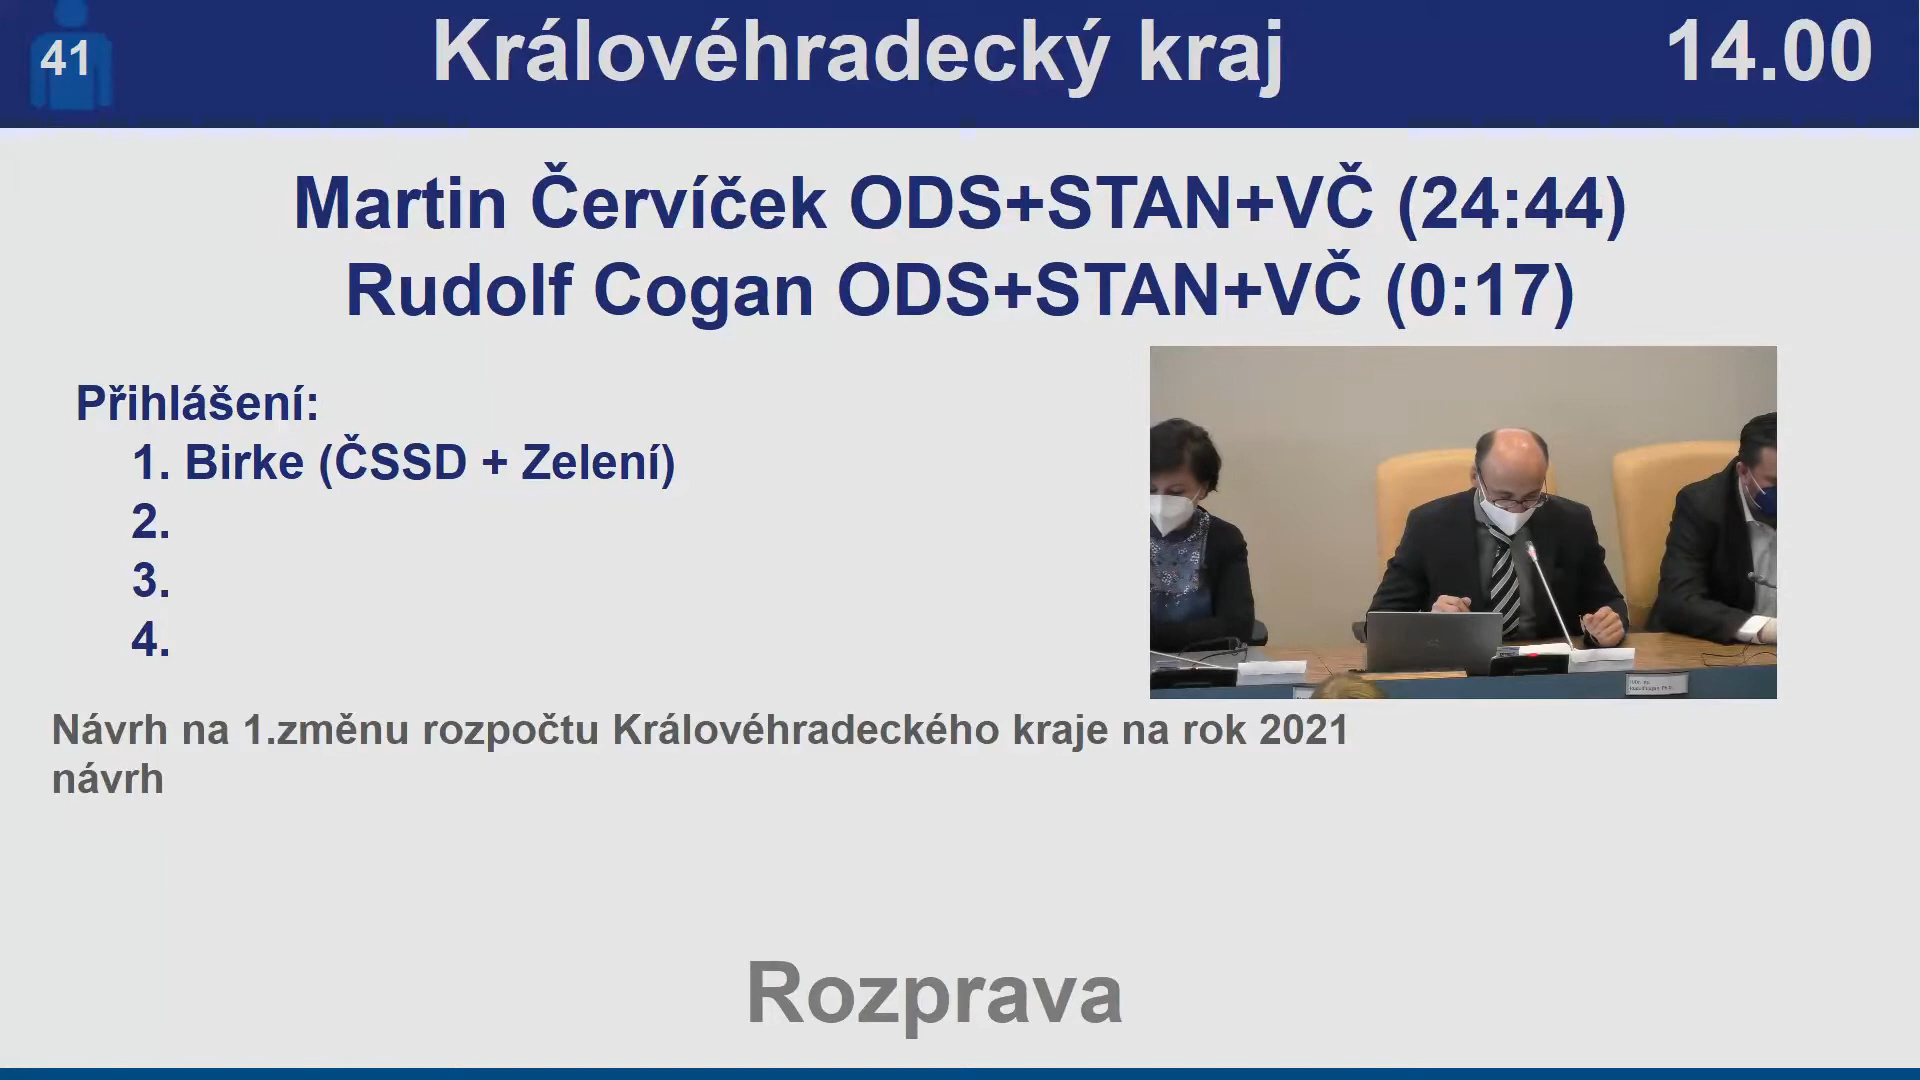 41
Královéhradecký kraj
14.00
Martin Červíček ODS+STAN+VČ (24:44)
Rudolf Cogan ODS+STAN+VČ (0:17)
Přihlášení:
1. Birke (ČSSD + Zelení)
2.
3.
4.
Návrh na 1.změnu rozpočtu Královéhradeckého kraje na rok 2021
návrh
Rozprava